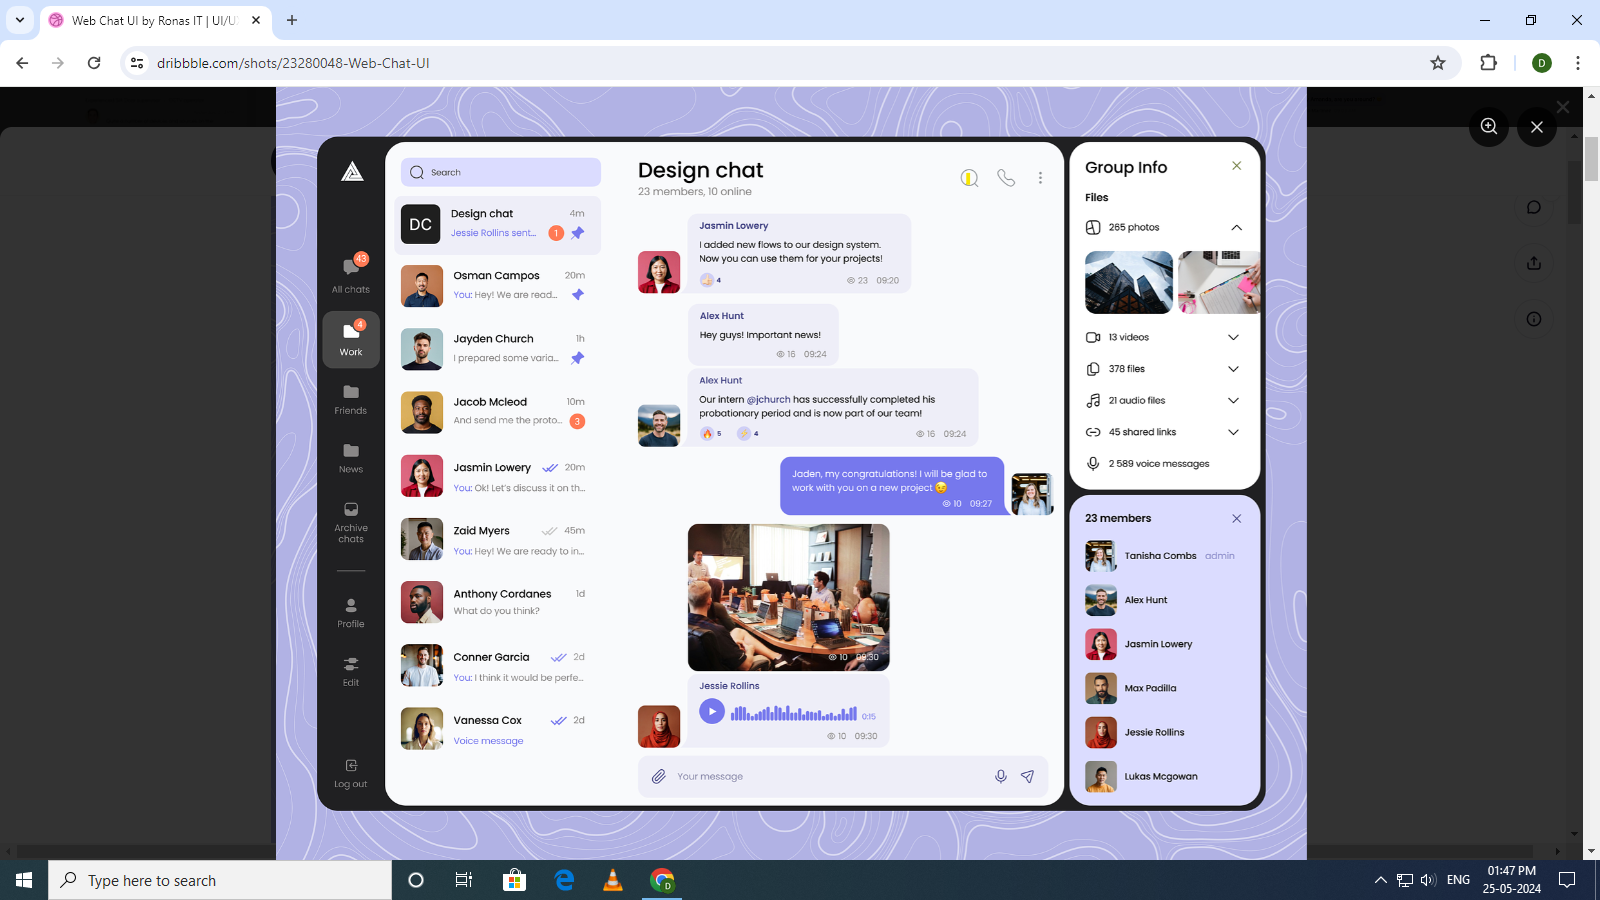 Web Chat UI by Ronas IT | UI/U
dribbble.com/shots/23280048-Web-Chat-UI
D
43
All chats
4
Work
Friends
News
Archive
chats
Profile
Edit
Log out
Search
DC
Design chat
4m
Jessie Rollins sent...
1
Osman Campos
20m
You: Hey! We are read...
Jayden Church
1h
I prepared some varia...
Jacob Mcleod
10m
And send me the proto...
3
Jasmin Lowery
20m
You: Ok! Let's discuss it on th...
Zaid Myers
45m
You: Hey! We are ready to in...
Anthony Cordanes
1d
What do you think?
Conner Garcia
2d
You: I think it would be perfe...
Vanessa Cox
2d
Voice message
Design chat
23 members, 10 online
Jasmin Lowery
I added new flows to our design system.
Now you can use them for your projects!
4
23 09:20
Alex Hunt
Hey guys! Important news!
16 09:24
Alex Hunt
Our intern @jchurch has successfully completed his
probationary period and is now part of our team!
5 4
16 09:24
Jaden, my congratulations! I will be glad to
work with you on a new project 😉
10 09:27
10 09:30
Jessie Rollins
0:15
10 09:30
Your message
Group Info
Files
265 photos
13 videos
378 files
21 audio files
45 shared links
2 589 voice messages
23 members
Tanisha Combs admin
Alex Hunt
Jasmin Lowery
Max Padilla
Jessie Rollins
Lukas Mcgowan
Type here to search
D
ENG
01:47 PM
25-05-2024